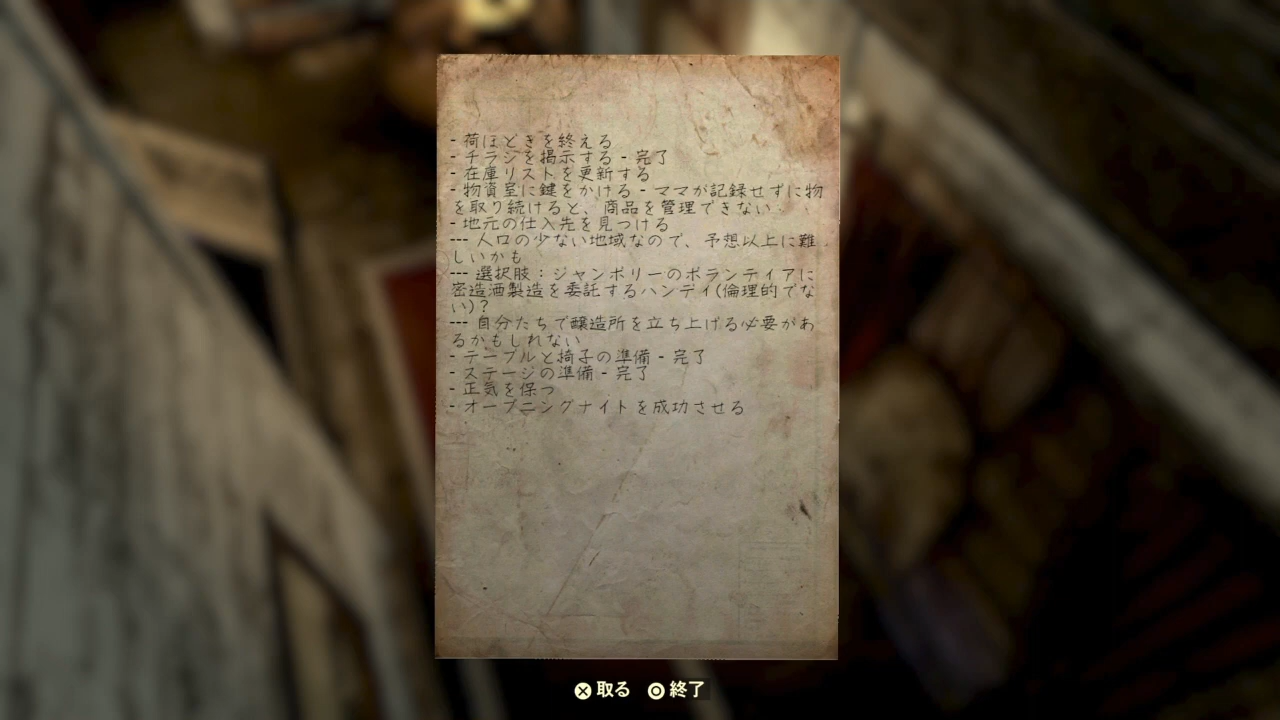 - 荷ほどきを終える
- チラシを掲示する - 完了
- 在庫リストを更新する
- 物資室に鍵をかける - ママが記録せずに物
を取り続けると、商品を管理できない
- 地元の仕入先を見つける
--- 人口の少ない地域なので、予想以上に難
しいかも
--- 選択肢：ジャンボリーのボランティアに
密造酒製造を委託するハンディ(倫理的でな
い)?
--- 自分たちで醸造所を立ち上げる必要があ
るかもしれない
- テーブルと椅子の準備 - 完了
- ステージの準備 - 完了
- 正気を保つ
- オープニングナイトを成功させる
取る 終了